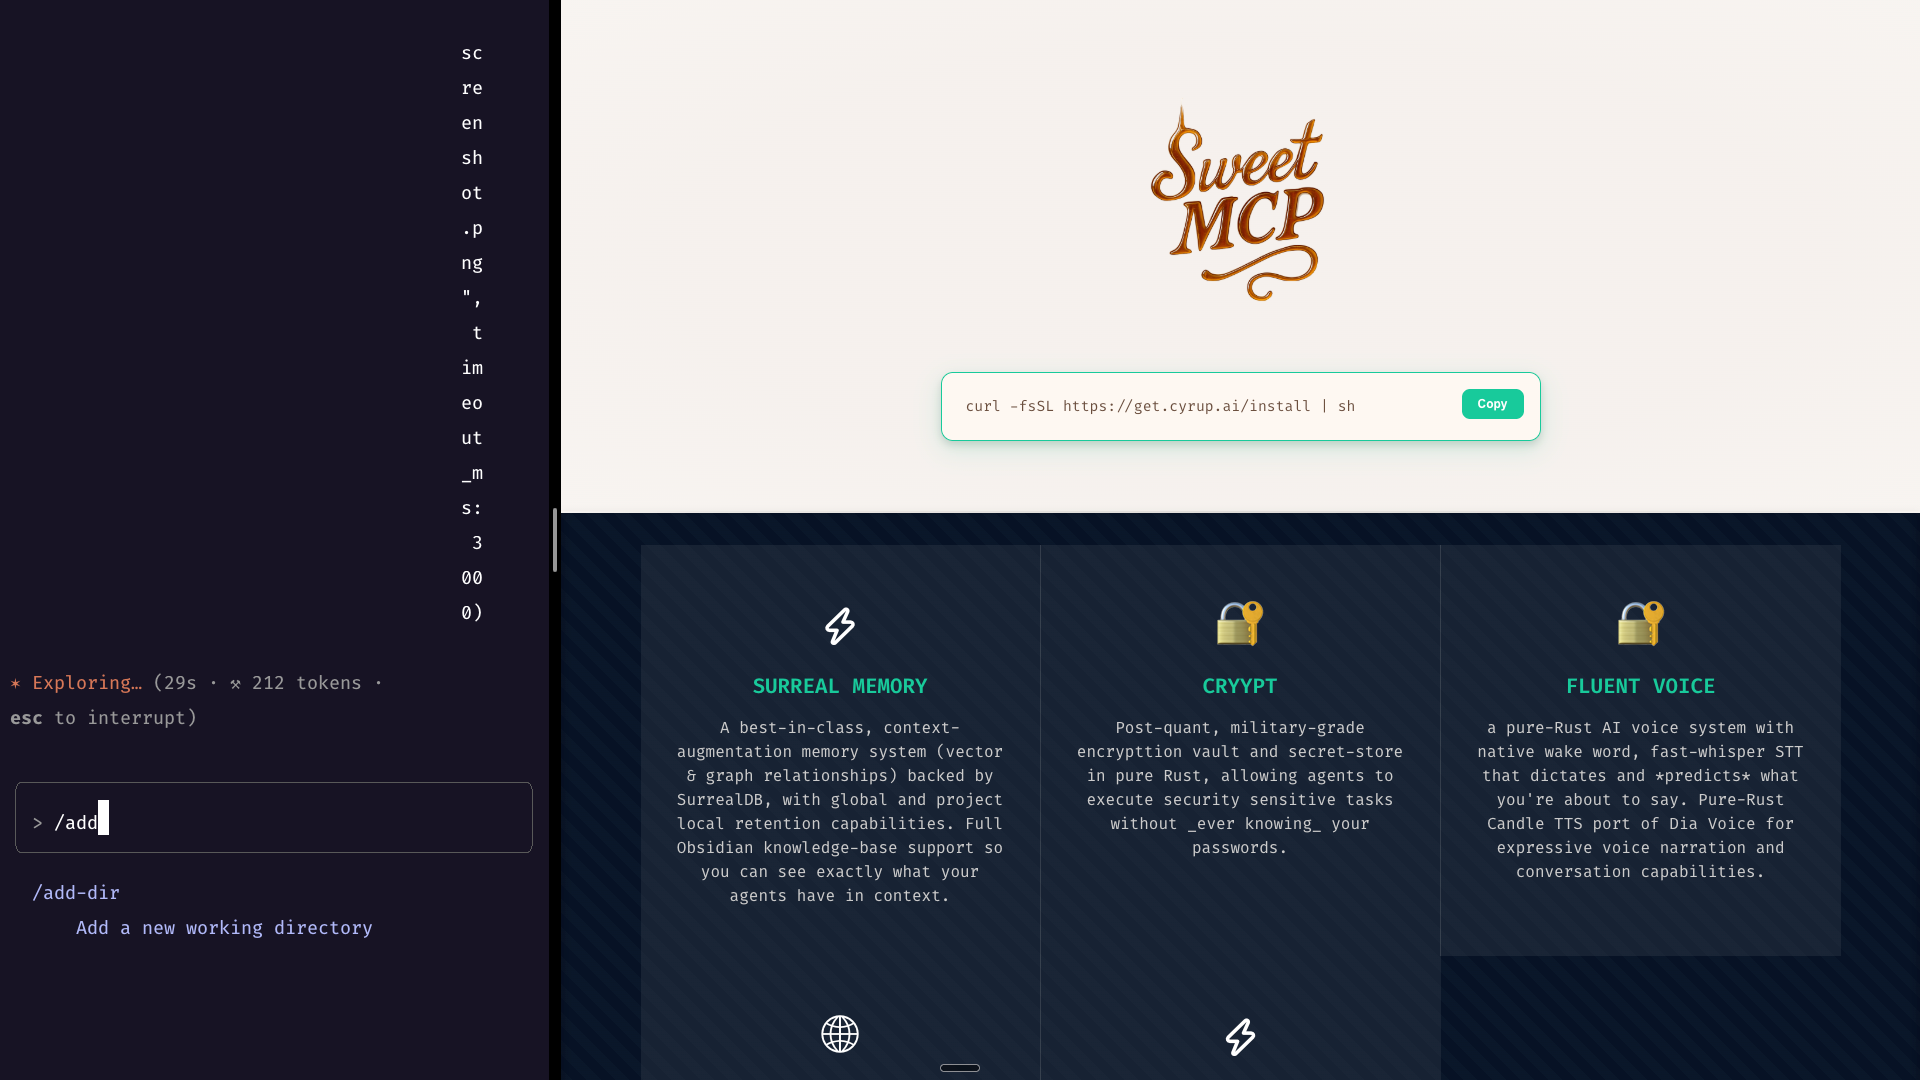 sc
re
en
sh
ot
.p
ng
",
t
im
eo
ut
_m
s:
3
00
0)
✶ Exploring… (29s · ⚒ 212 tokens ·
esc to interrupt)
> /add
/add-dir
Add a new working directory
Sweet
MCP
curl -fsSL https://get.cyrup.ai/install | sh
Copy
SURREAL MEMORY
A best-in-class, context-
augmentation memory system (vector
& graph relationships) backed by
SurrealDB, with global and project
local retention capabilities. Full
Obsidian knowledge-base support so
you can see exactly what your
agents have in context.
CRYYPT
Post-quant, military-grade
encrypttion vault and secret-store
in pure Rust, allowing agents to
execute security sensitive tasks
without _ever knowing_ your
passwords.
FLUENT VOICE
a pure-Rust AI voice system with
native wake word, fast-whisper STT
that dictates and *predicts* what
you're about to say. Pure-Rust
Candle TTS port of Dia Voice for
expressive voice narration and
conversation capabilities.